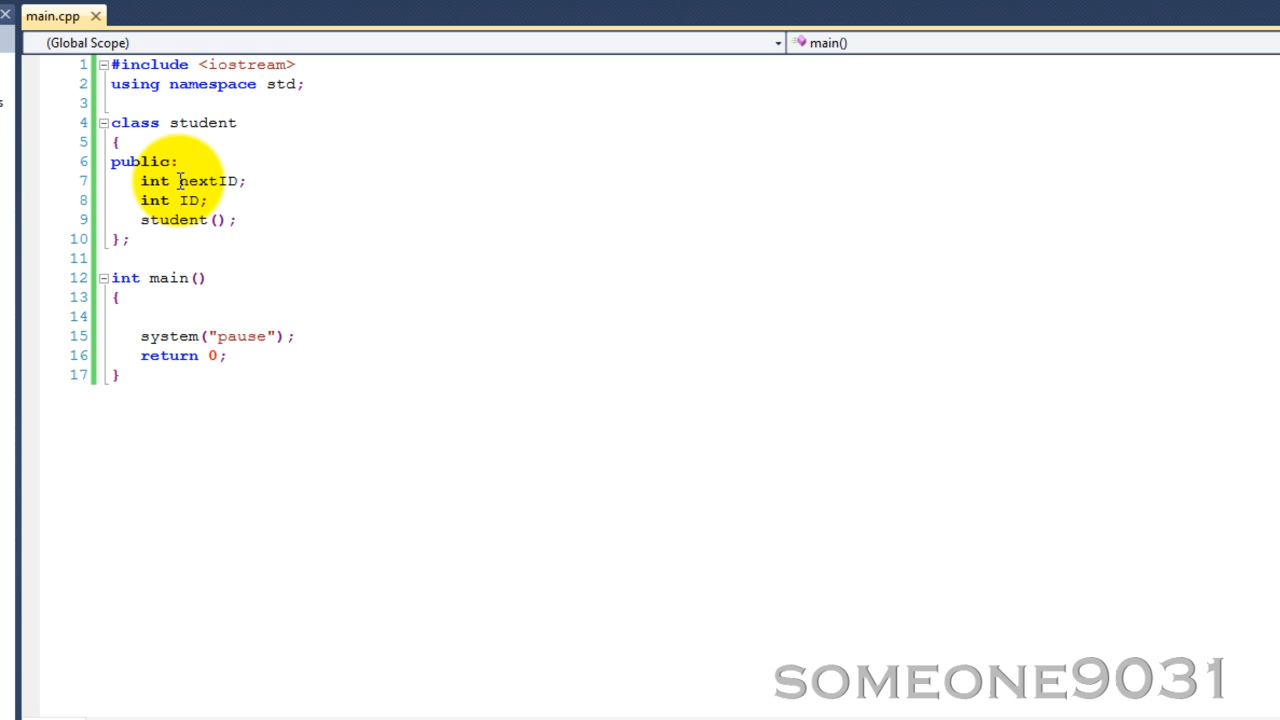 main.cpp
(Global Scope) main()
1 #include <iostream>
2 using namespace std;
3
4 class student
5 {
6 public:
7 int nextID;
8 int ID;
9 student();
10 };
11
12 int main()
13 {
14
15 system("pause");
16 return 0;
17 }
s
SOMEONE9031